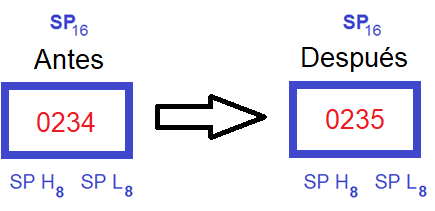 SP16 SP16
Antes Después
0234 0235
SP H8 SP L8 SP H8 SP L8